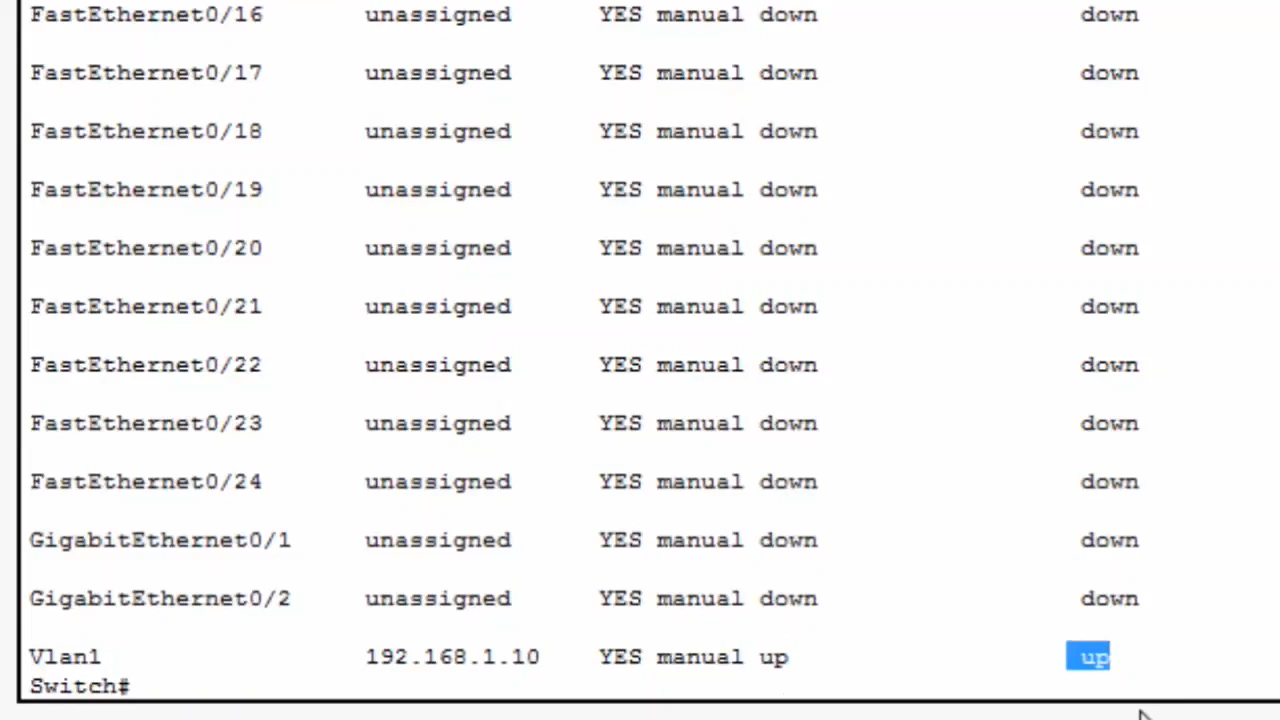 FastEthernet0/16 unassigned YES manual down down
FastEthernet0/17 unassigned YES manual down down
FastEthernet0/18 unassigned YES manual down down
FastEthernet0/19 unassigned YES manual down down
FastEthernet0/20 unassigned YES manual down down
FastEthernet0/21 unassigned YES manual down down
FastEthernet0/22 unassigned YES manual down down
FastEthernet0/23 unassigned YES manual down down
FastEthernet0/24 unassigned YES manual down down
GigabitEthernet0/1 unassigned YES manual down down
GigabitEthernet0/2 unassigned YES manual down down
Vlan1 192.168.1.10 YES manual up up
Switch#